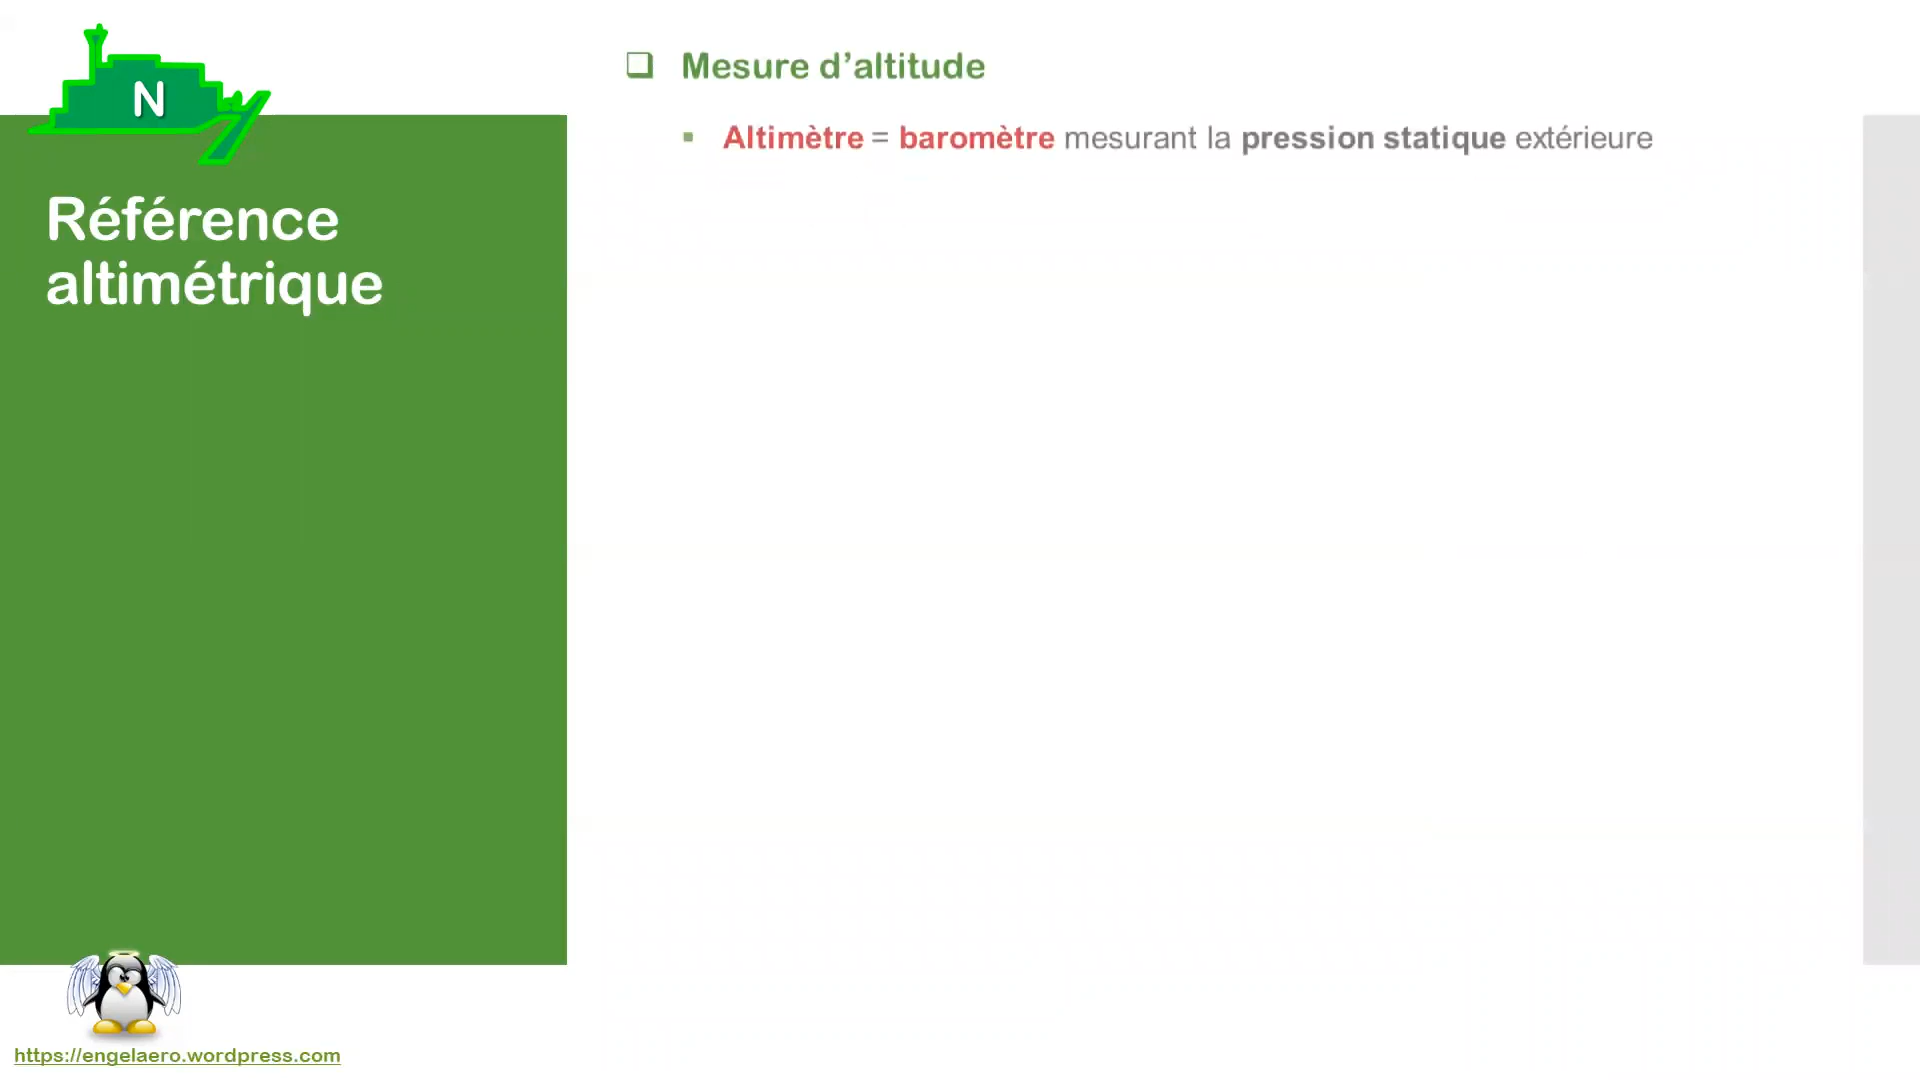 N
Référence
altimétrique
Mesure d’altitude
Altimètre = baromètre mesurant la pression statique extérieure
https://engelaero.wordpress.com